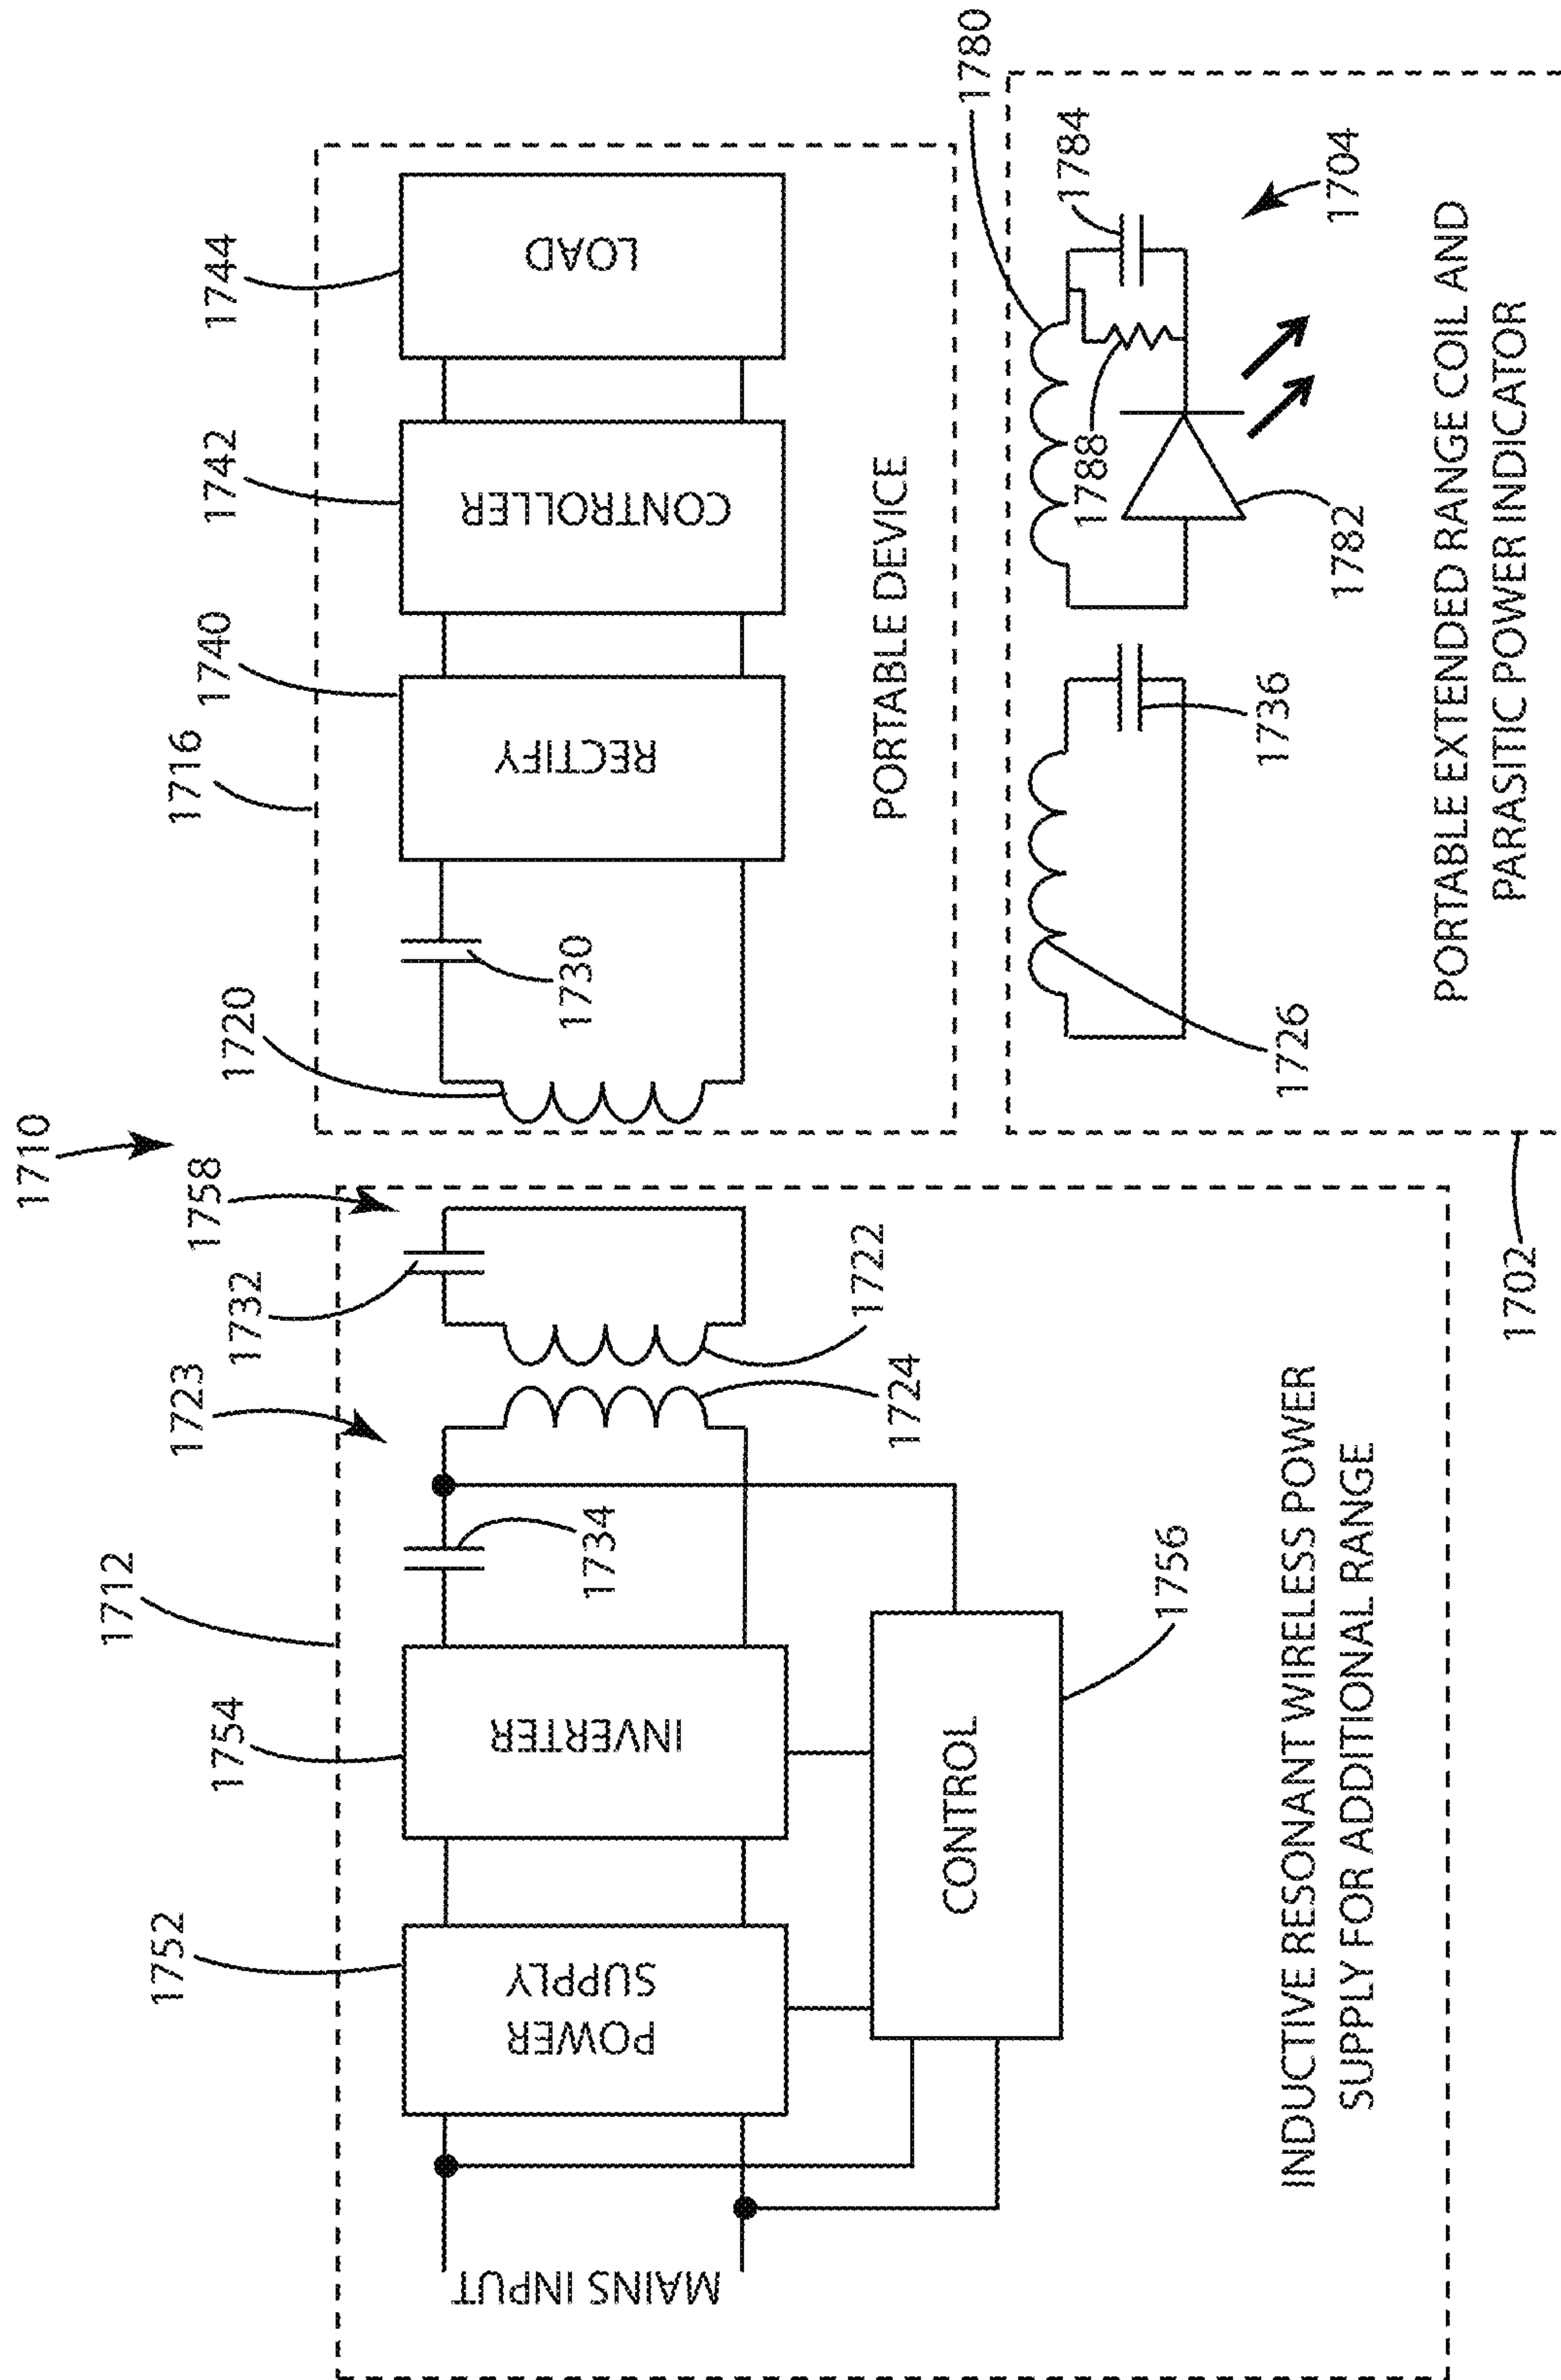 1710
1712
1752
1754
1723
1734
1732
1758
1724
1722
MAINS INPUT
POWER
SUPPLY
INVERTER
CONTROL
1756
INDUCTIVE RESONANT WIRELESS POWER
SUPPLY FOR ADDITIONAL RANGE
1716
1720
1730
1740
1742
1744
RECTIFY
CONTROLLER
LOAD
PORTABLE DEVICE
1702
1726
1736
1788
1782
1780
1784
1704
PORTABLE EXTENDED RANGE COIL AND
PARASITIC POWER INDICATOR